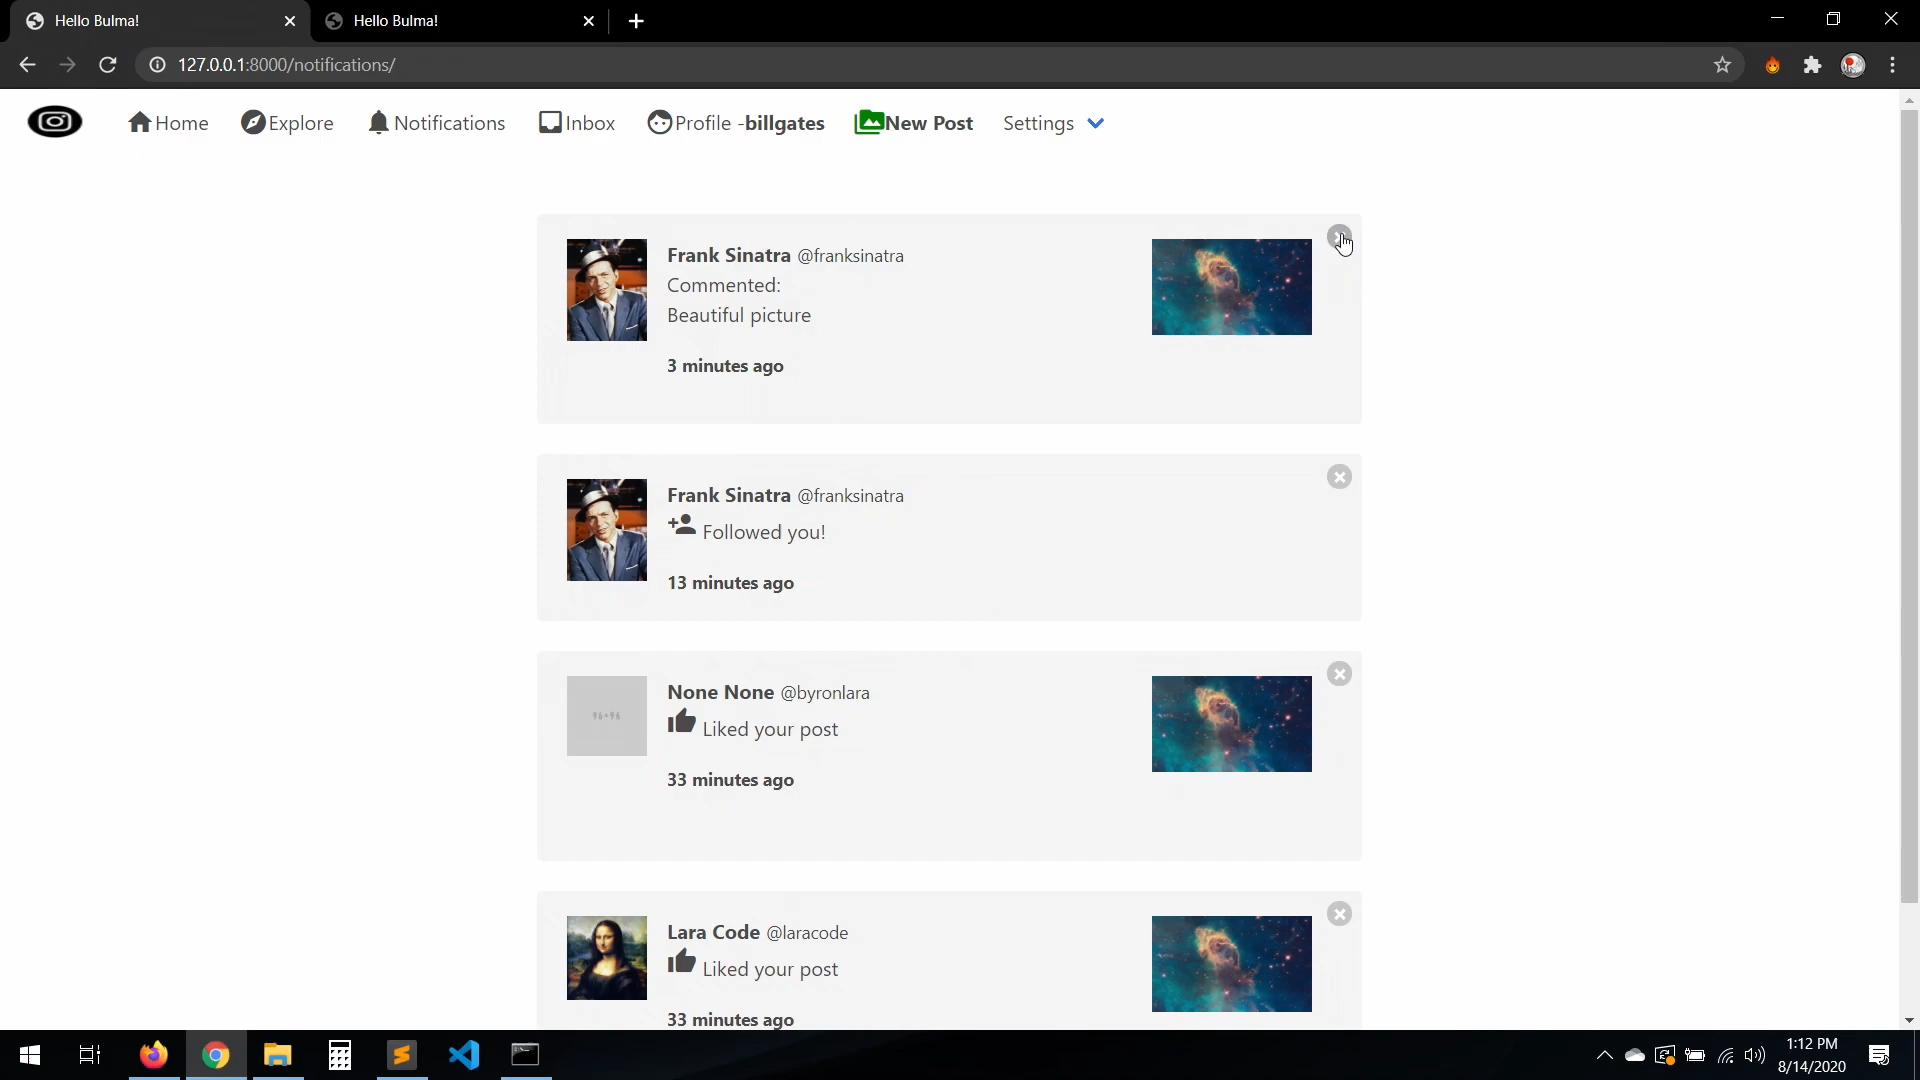 Hello Bulma!
Hello Bulma!
127.0.0.1:8000/notifications/
Home
Explore
Notifications
Inbox
Profile -billgates
New Post
Settings
Frank Sinatra @franksinatra
Commented:
Beautiful picture
3 minutes ago
Frank Sinatra @franksinatra
Followed you!
13 minutes ago
None None @byronlara
96×96
Liked your post
33 minutes ago
Lara Code @laracode
Liked your post
33 minutes ago
1:12 PM
8/14/2020